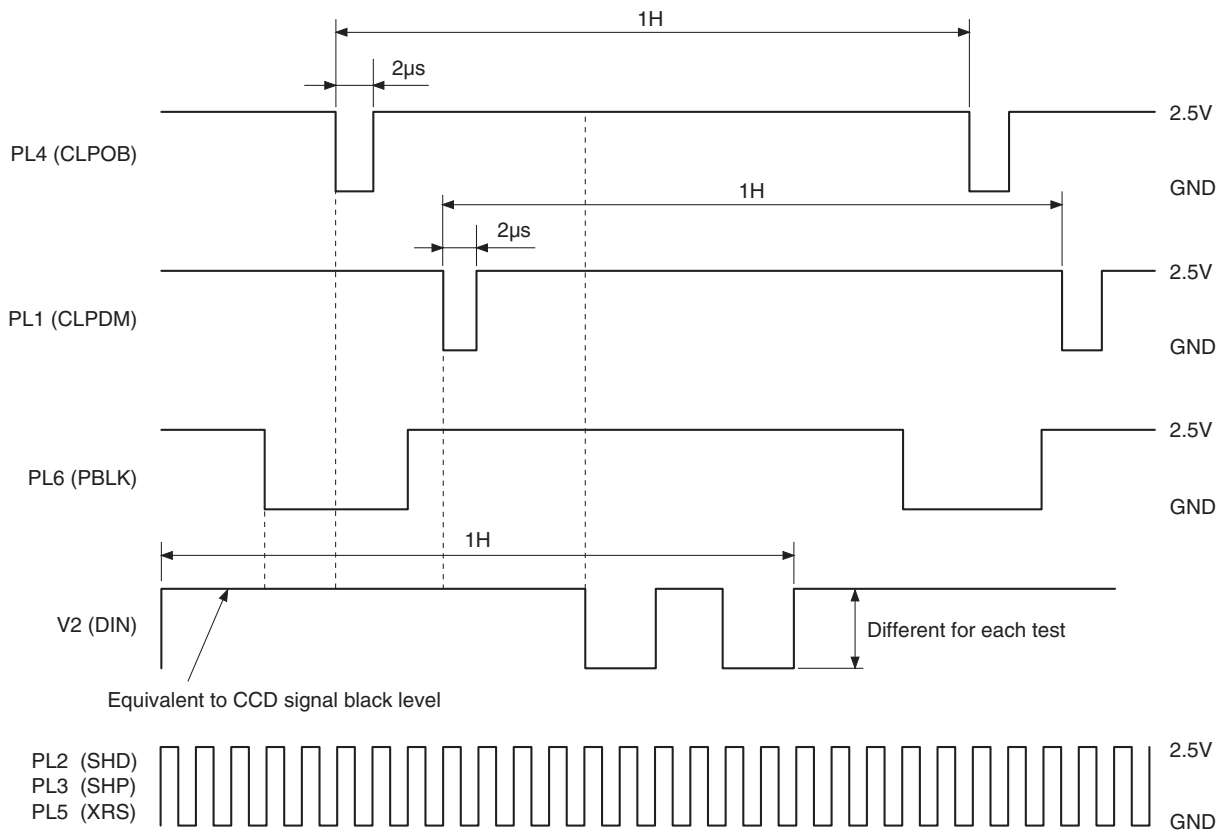 1H
2µs
2.5V
PL4 (CLPOB)
GND
1H
2µs
2.5V
PL1 (CLPDM)
GND
2.5V
PL6 (PBLK)
GND
1H
V2 (DIN)
Different for each test
Equivalent to CCD signal black level
PL2 (SHD)
2.5V
PL3 (SHP)
PL5 (XRS)
GND